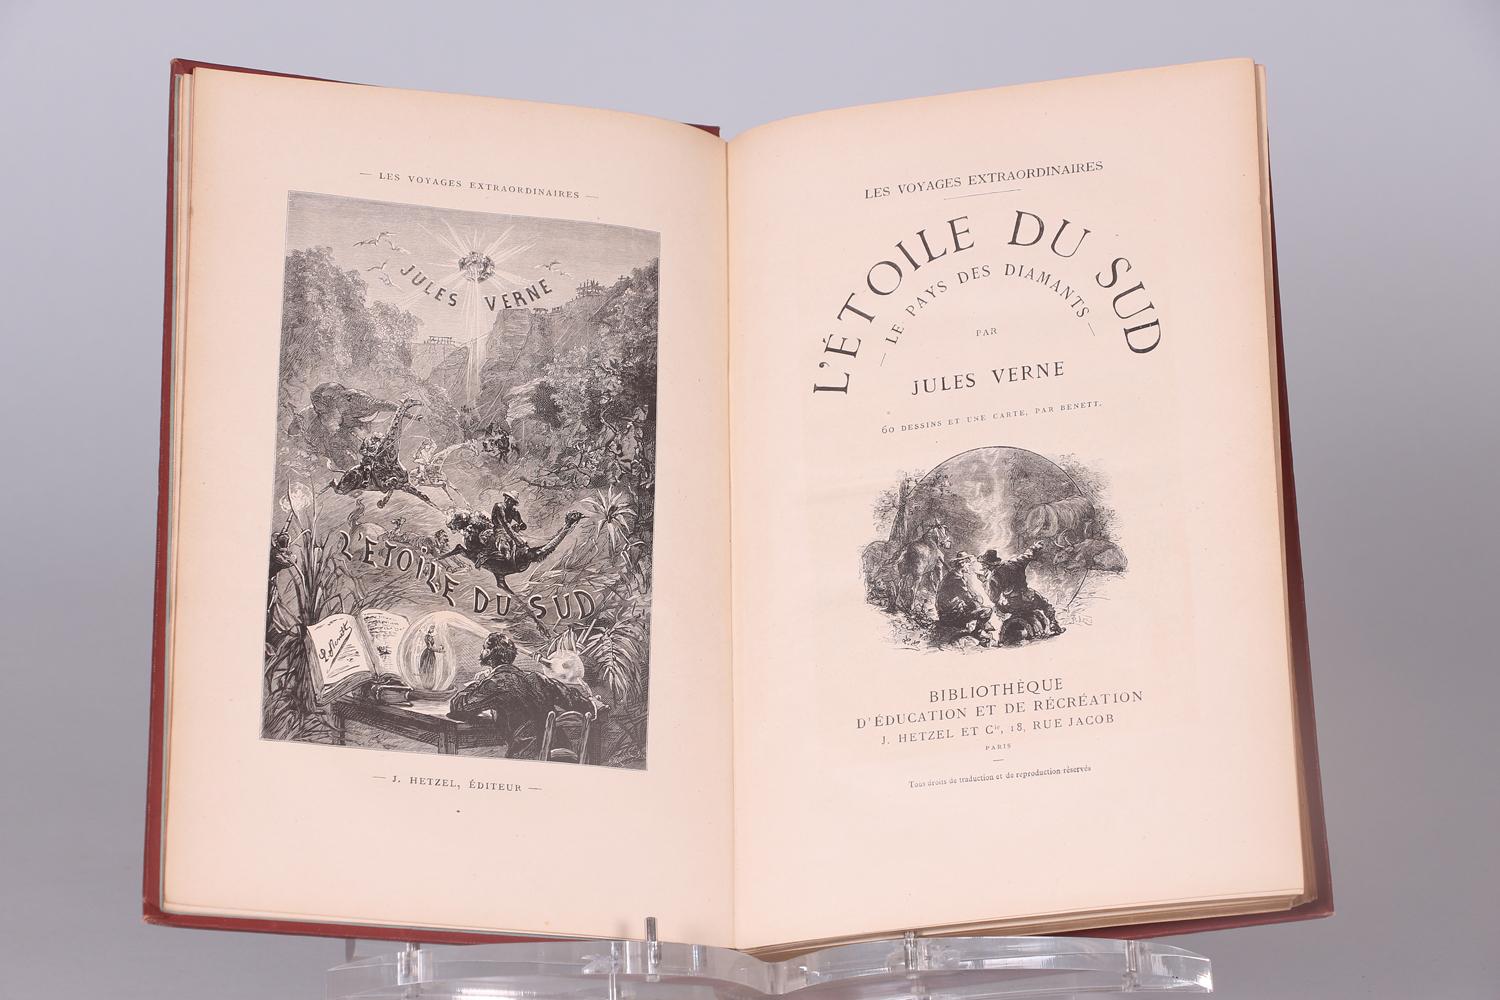 — LES VOYAGES EXTRAORDINAIRES —
JULES VERNE
L'ÉTOILE DU SUD
L. Benett
— J. HETZEL, ÉDITEUR —
LES VOYAGES EXTRAORDINAIRES
L'ÉTOILE DU SUD
— LE PAYS DES DIAMANTS —
PAR
JULES VERNE
60 DESSINS ET UNE CARTE, PAR BENETT.
BIBLIOTHÈQUE
D'ÉDUCATION ET DE RÉCRÉATION
J. HETZEL ET Cie, 18, RUE JACOB
PARIS
Tous droits de traduction et de reproduction réservés